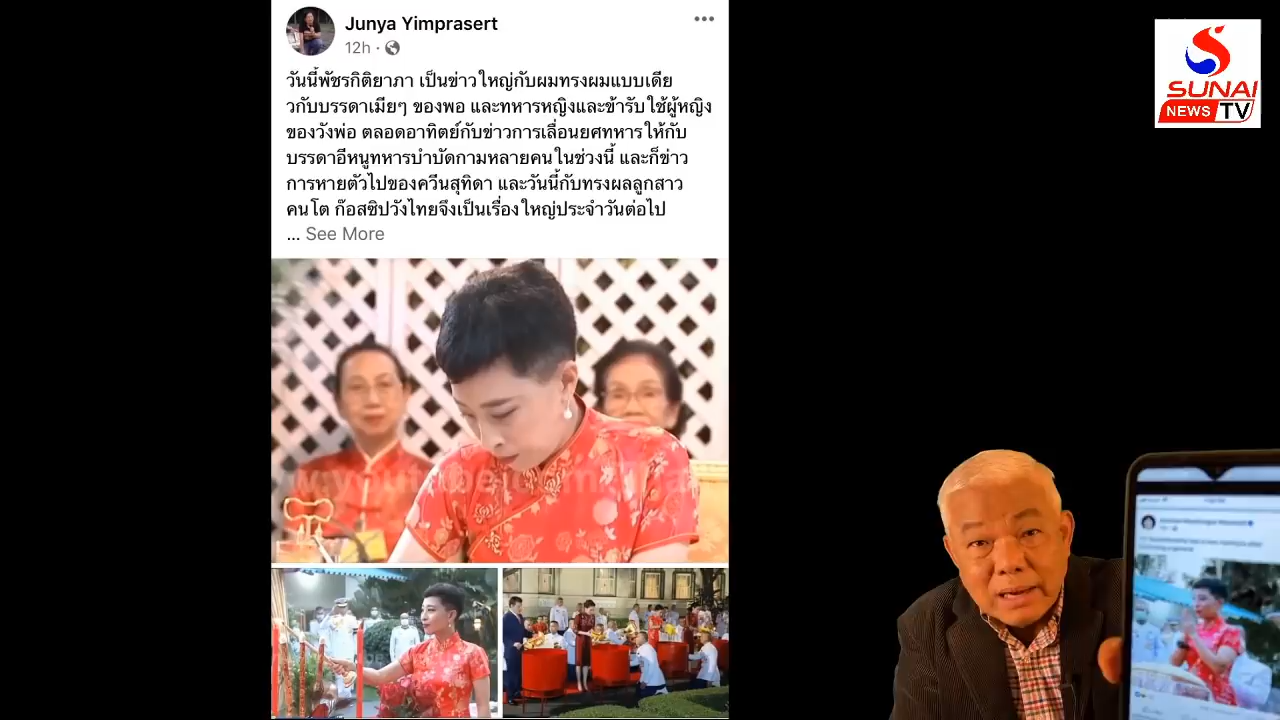 Junya Yimprasert
12h
วันนี้พัชรกิติยาภา เป็นข่าวใหญ่กับผมทรงผมแบบเดีย
วกับบรรดาเมียๆ ของพอ และทหารหญิงและข้ารับใช้ผู้หญิง
ของวังพ่อ ตลอดอาทิตย์กับข่าวการเลื่อนยศทหารให้กับ
บรรดาอีหนูทหารบำบัดกามหลายคนในช่วงนี้ และก็ข่าว
การหายตัวไปของควีนสุทิดา และวันนี้กับทรงผลลูกสาว
คนโต ก๊อสซิปวังไทยจึงเป็นเรื่องใหญ่ประจำวันต่อไป
... See More
SUNAI
NEWS TV